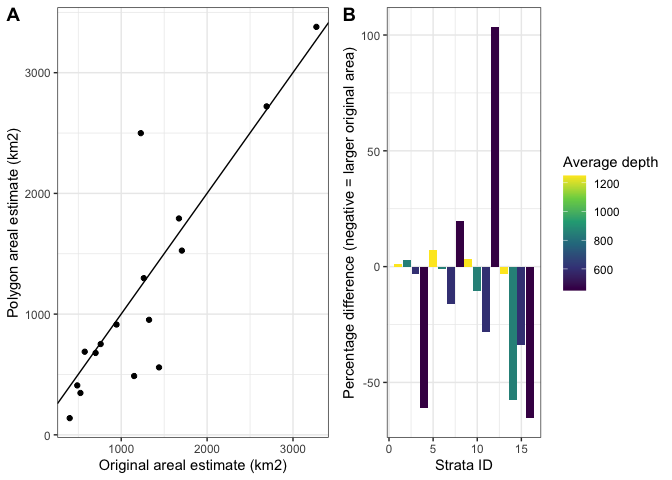 A
B
Polygon areal estimate (km2)
3000
2000
1000
0
1000
2000
3000
Original areal estimate (km2)
Percentage difference (negative = larger original area)
100
50
0
-50
0
5
10
15
Strata ID
Average depth
1200
1000
800
600